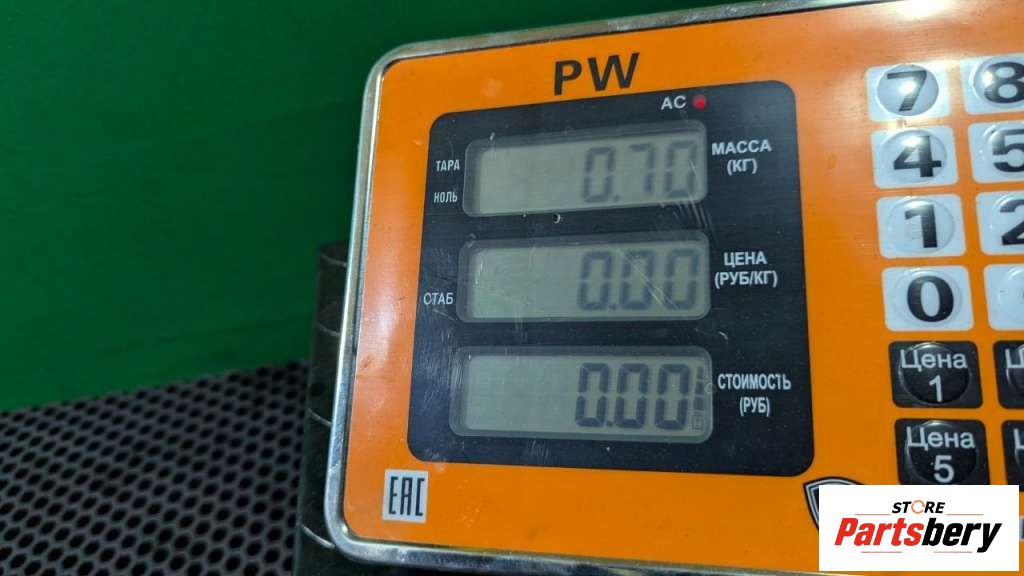 PW
AC
ТАРА
НОЛЬ
0.70
МАССА
(КГ)
СТАБ
0.00
ЦЕНА
(РУБ/КГ)
0.00
СТОИМОСТЬ
(РУБ)
7 8
4 5
1 2
0
Цена
1
Цена
5
EAC
STORE
Partsbery